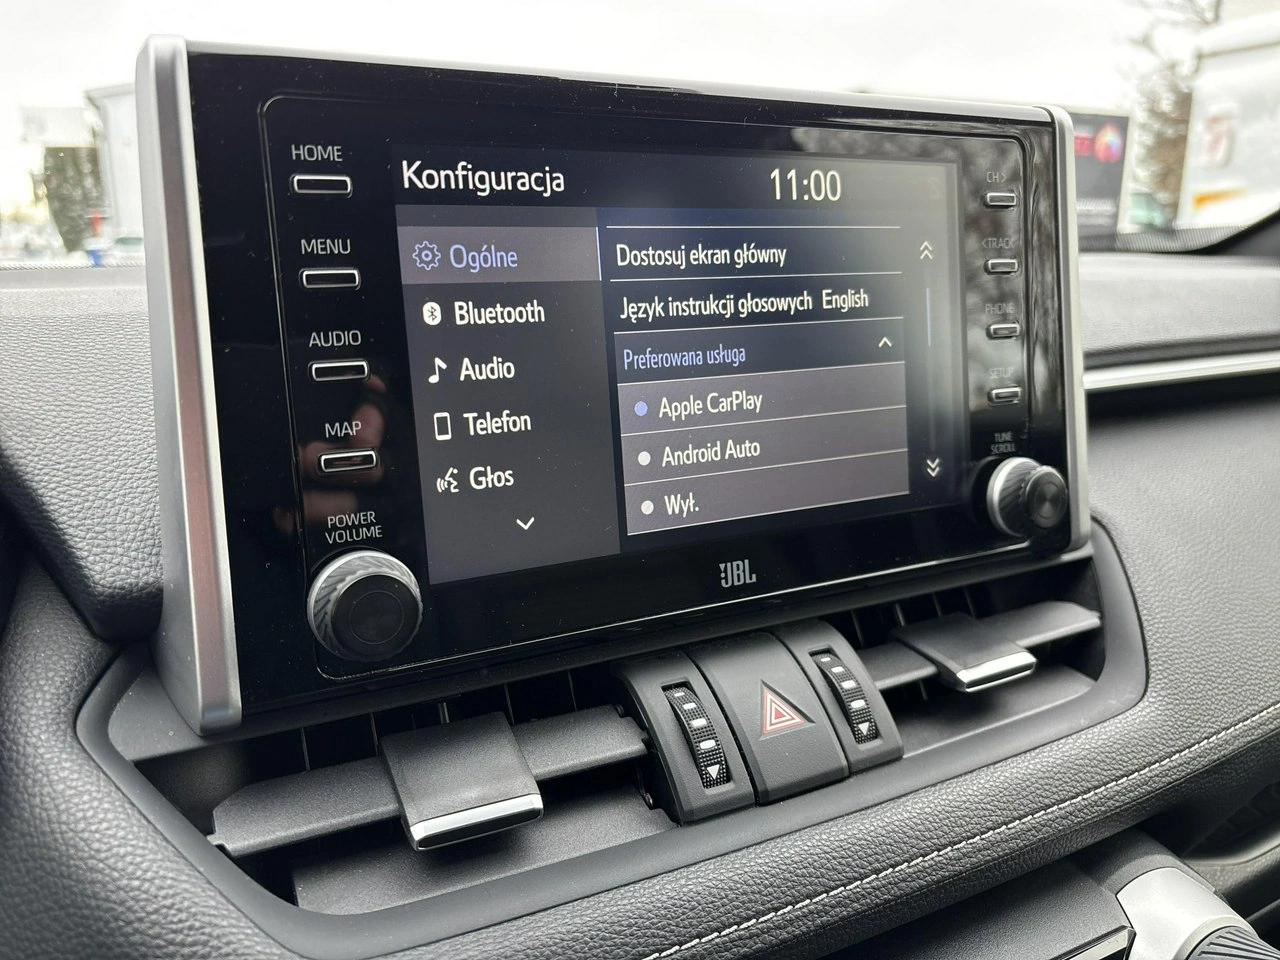 HOME
MENU
AUDIO
MAP
POWER
VOLUME
Konfiguracja
11:00
Ogólne
Bluetooth
Audio
Telefon
Głos
Dostosuj ekran główny
Język instrukcji głosowych English
Preferowana usługa
Apple CarPlay
Android Auto
Wył.
CH >
< TRACK
PHONE
SETUP
TUNE
SCROLL
JBL